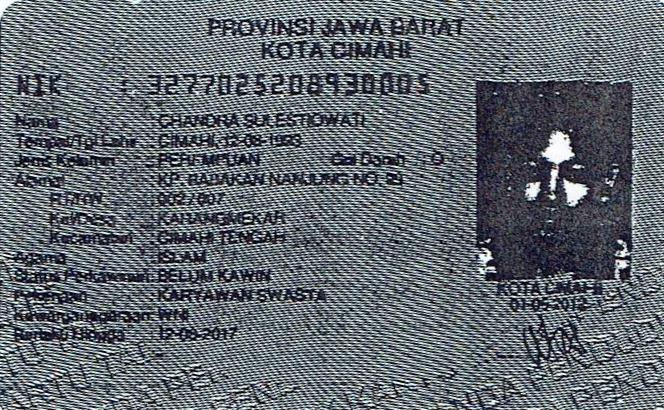 PROVINSI JAWA BARAT
KOTA CIMAHI
NIK : 3277025208930005
Nama : CHANDRA SULESTIOWATI
Tempat/Tgl Lahir : CIMAHI, 12-08-1993
Jenis Kelamin : PEREMPUAN Gol Darah : O
Alamat : KP. BABAKAN NANJUNG NO.
RT/RW : 002/007
Kel/Desa : KARANGMEKAR
Kecamatan : CIMAHI TENGAH
Agama : ISLAM
Status Perkawinan: BELUM KAWIN
Pekerjaan : KARYAWAN SWASTA
Kewarganegaraan: WNI
Berlaku Hingga : 12-08-2017
KOTA CIMAHI
01-05-2012